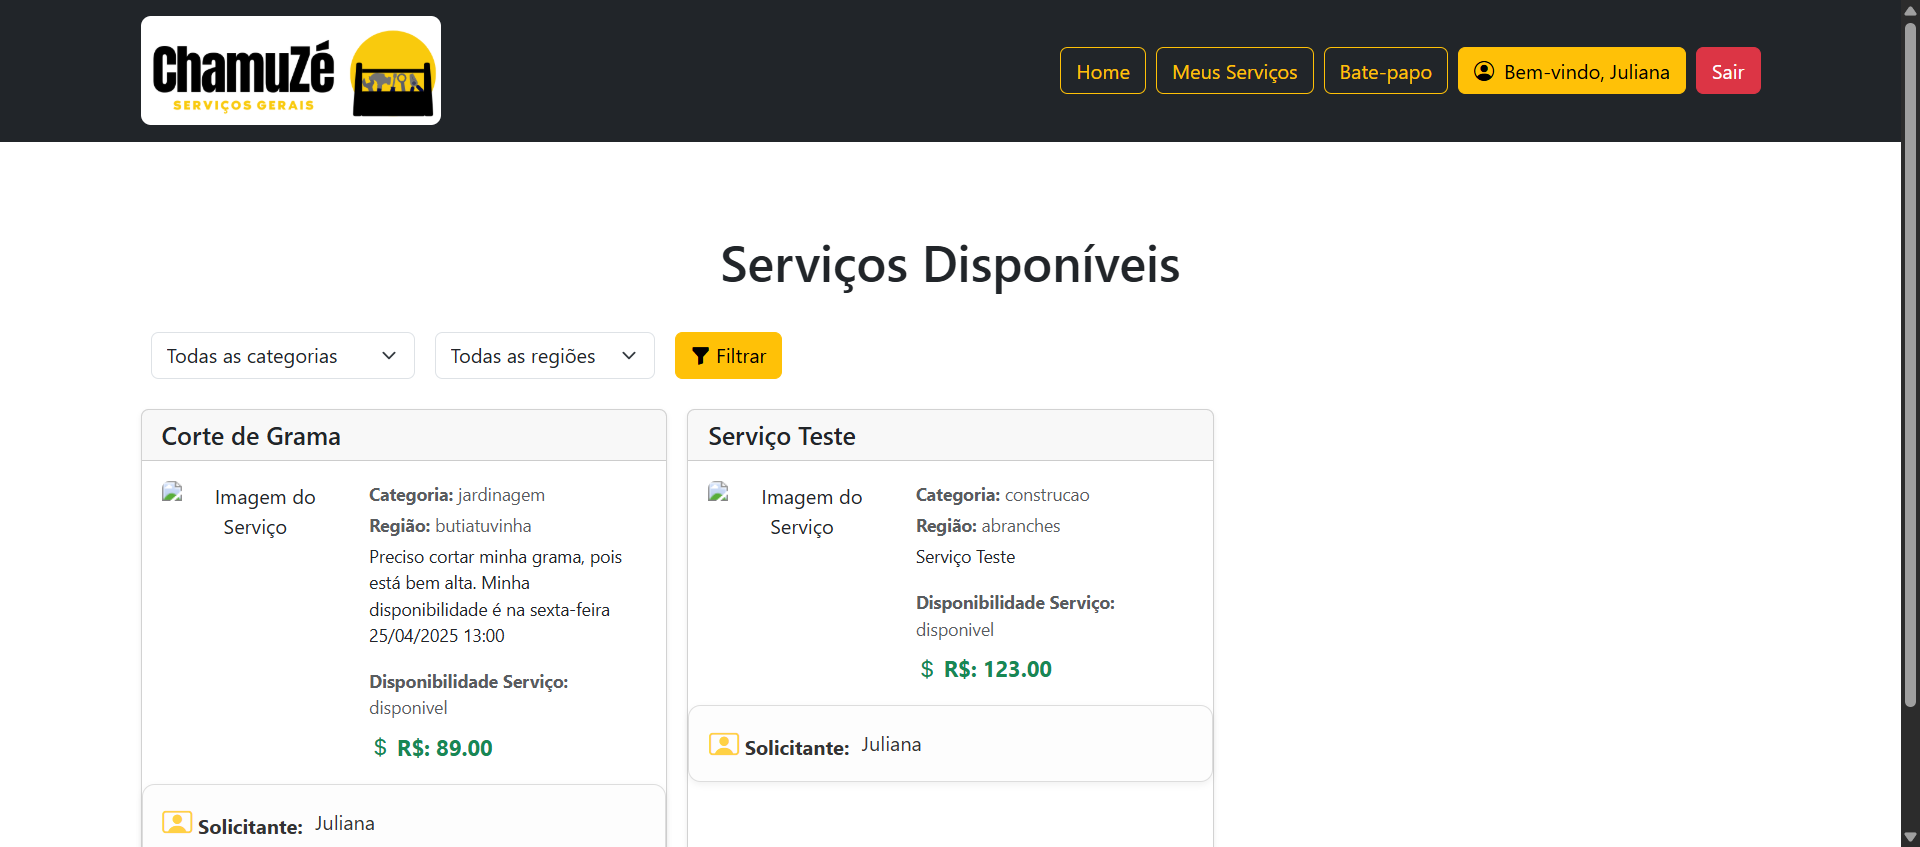 ChamuZé
SERVIÇOS GERAIS
Home
Meus Serviços
Bate-papo
Bem-vindo, Juliana
Sair
Serviços Disponíveis
Todas as categorias
Todas as regiões
Filtrar
Corte de Grama
Imagem do
Serviço
Categoria: jardinagem
Região: butiatuvinha
Preciso cortar minha grama, pois
está bem alta. Minha
disponibilidade é na sexta-feira
25/04/2025 13:00
Disponibilidade Serviço:
disponivel
$ R$: 89.00
Solicitante: Juliana
Serviço Teste
Imagem do
Serviço
Categoria: construcao
Região: abranches
Serviço Teste
Disponibilidade Serviço:
disponivel
$ R$: 123.00
Solicitante: Juliana